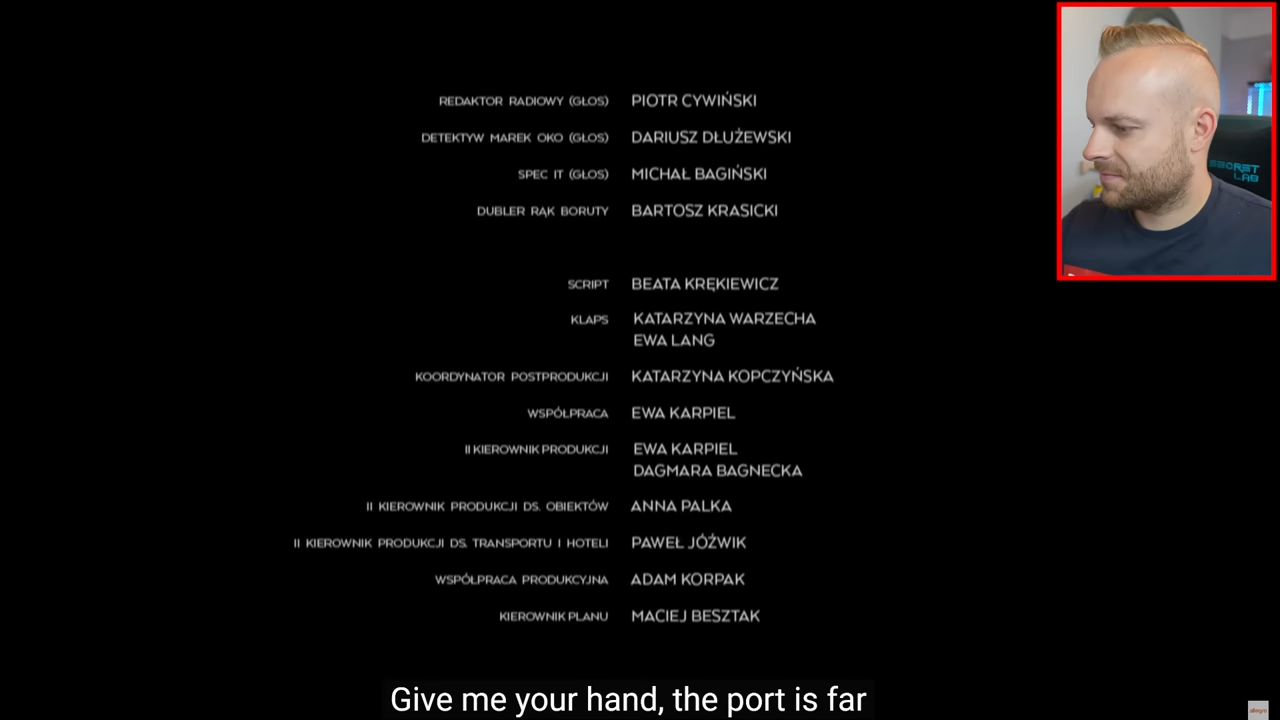 REDAKTOR RADIOWY (GŁOS) PIOTR CYWIŃSKI
DETEKTYW MAREK OKO (GŁOS) DARIUSZ DŁUŻEWSKI
SPEC IT (GŁOS) MICHAŁ BAGIŃSKI
DUBLER RĄK BORUTY BARTOSZ KRASICKI
SCRIPT BEATA KRĘKIEWICZ
KLAPS KATARZYNA WARZECHA
EWA LANG
KOORDYNATOR POSTPRODUKCJI KATARZYNA KOPCZYŃSKA
WSPÓŁPRACA EWA KARPIEL
II KIEROWNIK PRODUKCJI EWA KARPIEL
DAGMARA BAGNECKA
II KIEROWNIK PRODUKCJI DS. OBIEKTÓW ANNA PALKA
II KIEROWNIK PRODUKCJI DS. TRANSPORTU I HOTELI PAWEŁ JÓŹWIK
WSPÓŁPRACA PRODUKCYJNA ADAM KORPAK
KIEROWNIK PLANU MACIEJ BESZTAK
SECRET
LAB
Give me your hand, the port is far
allegro